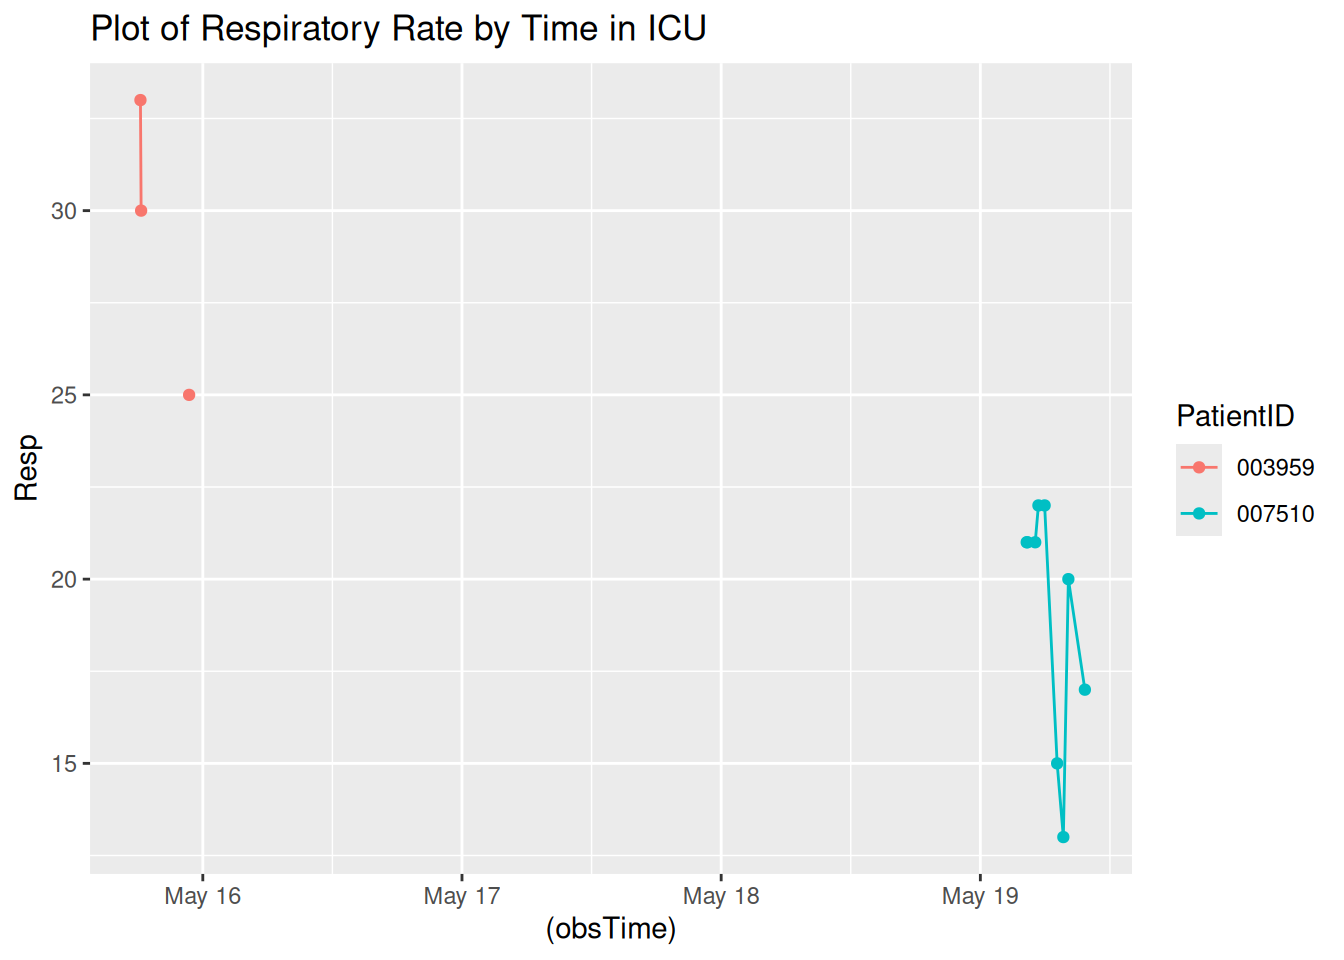 Plot of Respiratory Rate by Time in ICU
30
25
20
15
Resp
May 16
May 17
May 18
May 19
(obsTime)
PatientID
003959
007510